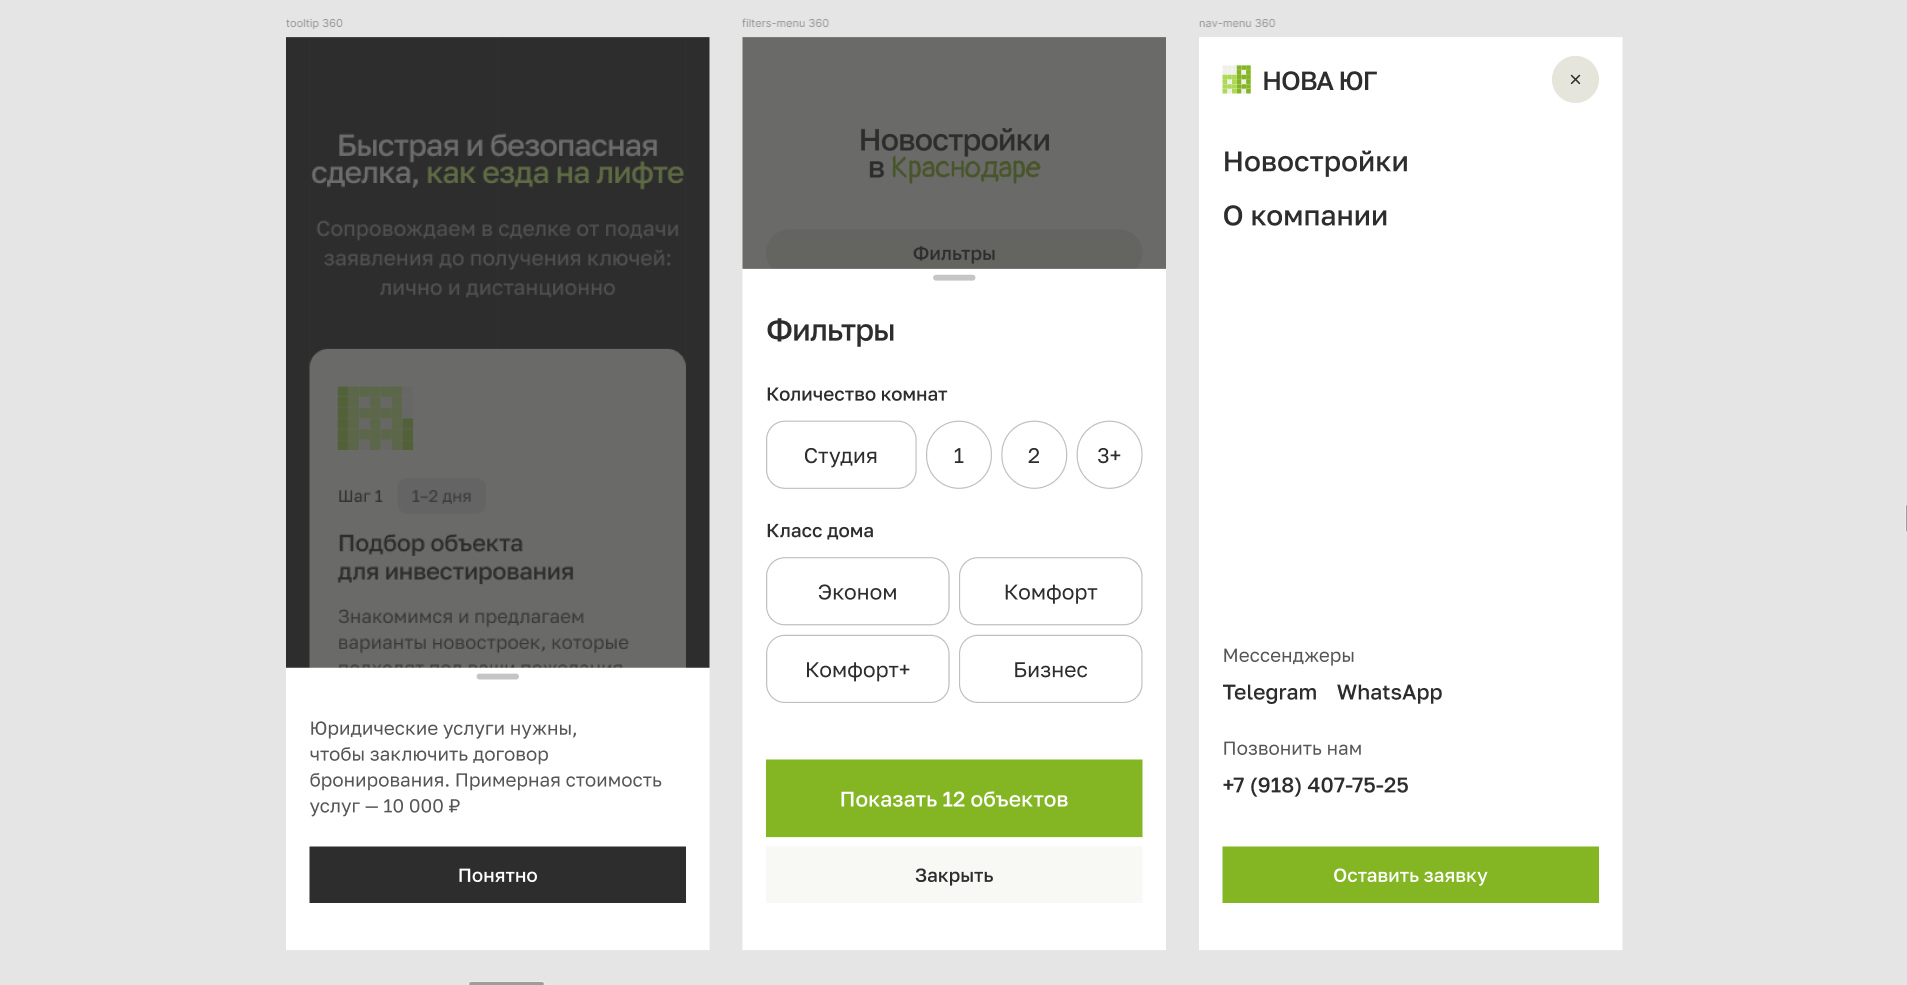 tooltip 360
Быстрая и безопасная
сделка, как езда на лифте
Сопровождаем в сделке от подачи
заявления до получения ключей:
лично и дистанционно
Шаг 1
1–2 дня
Подбор объекта
для инвестирования
Знакомимся и предлагаем
варианты новостроек, которые
подходят под ваши пожелания
Юридические услуги нужны,
чтобы заключить договор
бронирования. Примерная стоимость
услуг — 10 000 ₽
Понятно
filters-menu 360
Новостройки
в Краснодаре
Фильтры
Фильтры
Количество комнат
Студия
1
2
3+
Класс дома
Эконом
Комфорт
Комфорт+
Бизнес
Показать 12 объектов
Закрыть
nav-menu 360
НОВА ЮГ
Новостройки
О компании
Мессенджеры
Telegram WhatsApp
Позвонить нам
+7 (918) 407-75-25
Оставить заявку